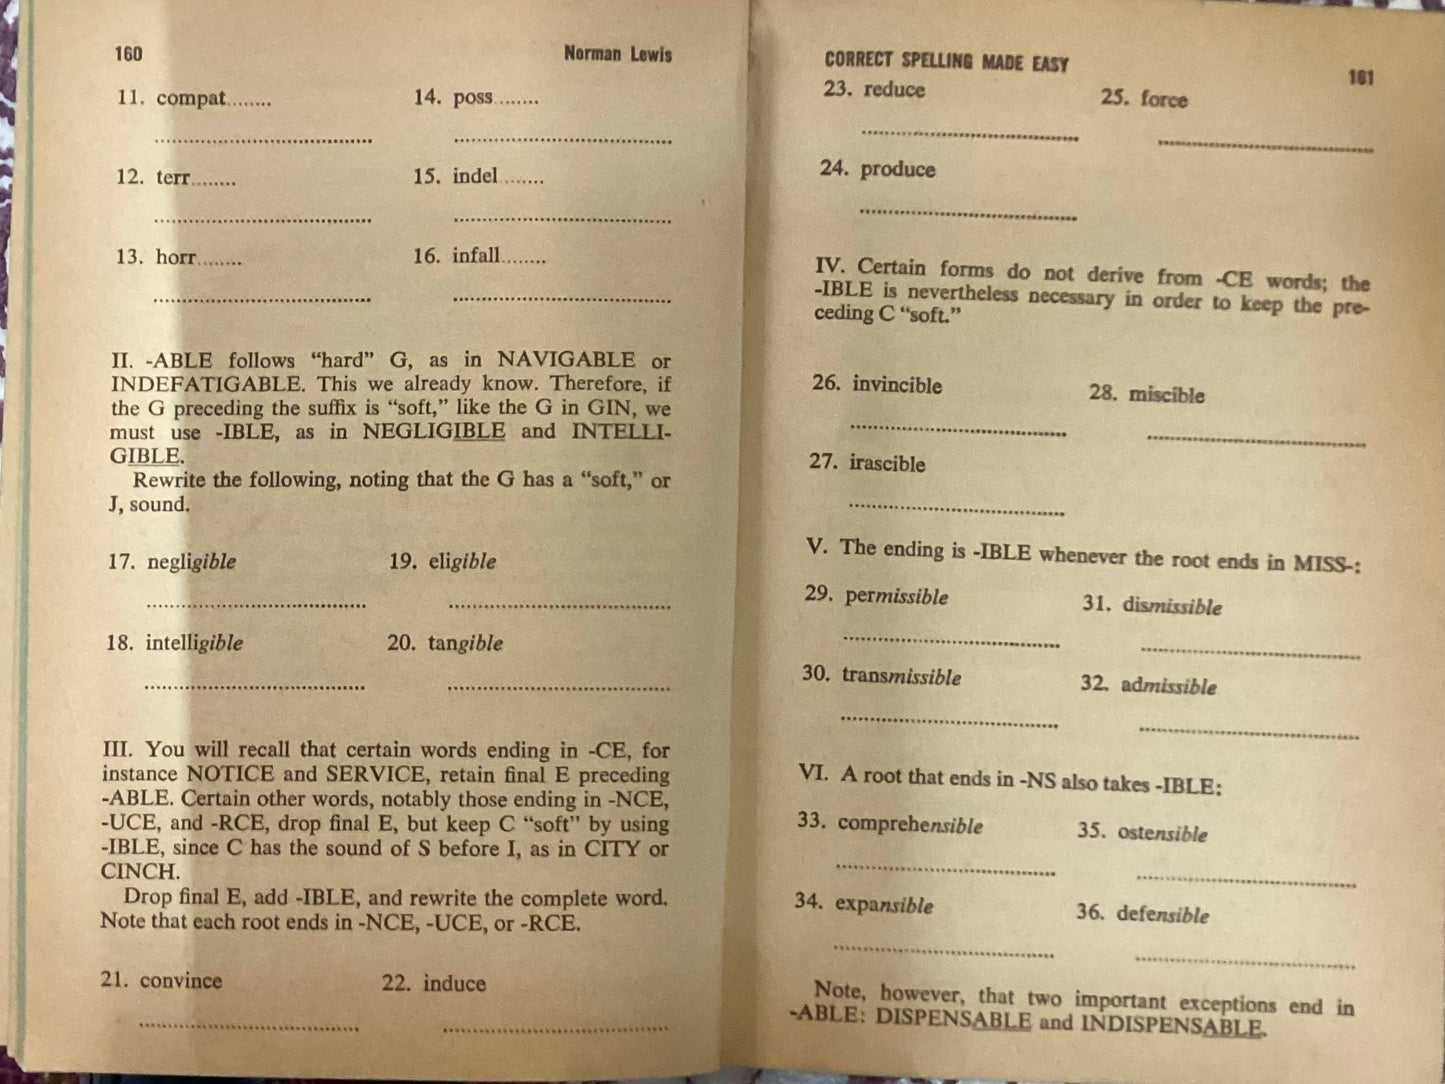 160
Norman Lewis
11. compat........ 14. poss........
12. terr........ 15. indel........
13. horr........ 16. infall........
II. -ABLE follows “hard” G, as in NAVIGABLE or
INDEFATIGABLE. This we already know. Therefore, if
the G preceding the suffix is “soft,” like the G in GIN, we
must use -IBLE, as in NEGLIGIBLE and INTELLI-
GIBLE.
Rewrite the following, noting that the G has a “soft,” or
J, sound.
17. negligible 19. eligible
18. intelligible 20. tangible
III. You will recall that certain words ending in -CE, for
instance NOTICE and SERVICE, retain final E preceding
-ABLE. Certain other words, notably those ending in -NCE,
-UCE, and -RCE, drop final E, but keep C “soft” by using
-IBLE, since C has the sound of S before I, as in CITY or
CINCH.
Drop final E, add -IBLE, and rewrite the complete word.
Note that each root ends in -NCE, -UCE, or -RCE.
21. convince 22. induce
CORRECT SPELLING MADE EASY
161
23. reduce 25. force
24. produce
IV. Certain forms do not derive from -CE words; the
-IBLE is nevertheless necessary in order to keep the pre-
ceding C “soft.”
26. invincible 28. miscible
27. irascible
V. The ending is -IBLE whenever the root ends in MISS-:
29. permissible 31. dismissible
30. transmissible 32. admissible
VI. A root that ends in -NS also takes -IBLE:
33. comprehensible 35. ostensible
34. expansible 36. defensible
Note, however, that two important exceptions end in
-ABLE: DISPENSABLE and INDISPENSABLE.